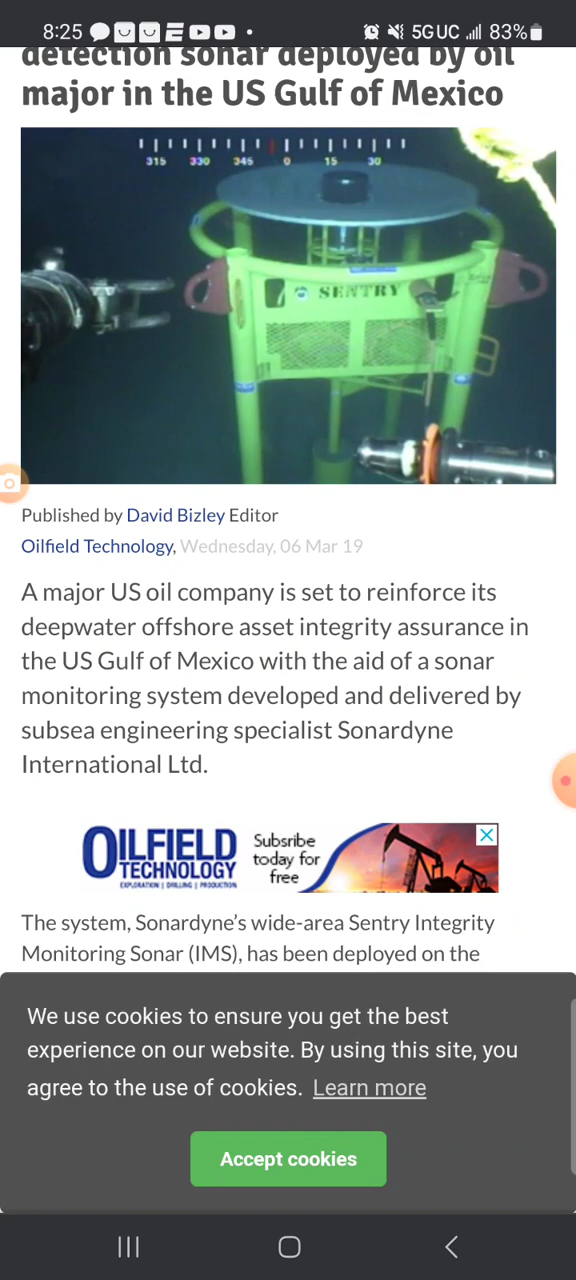 8:25
5GUC 83%
detection sonar deployed by oil
major in the US Gulf of Mexico
315 330 345 0 15 30
SENTRY
Published by David Bizley Editor
Oilfield Technology, Wednesday, 06 Mar 19
A major US oil company is set to reinforce its
deepwater offshore asset integrity assurance in
the US Gulf of Mexico with the aid of a sonar
monitoring system developed and delivered by
subsea engineering specialist Sonardyne
International Ltd.
OILFIELD
TECHNOLOGY
EXPLORATION | DRILLING | PRODUCTION
Subsribe
today for
free
The system, Sonardyne’s wide-area Sentry Integrity
Monitoring Sonar (IMS), has been deployed on the
We use cookies to ensure you get the best
experience on our website. By using this site, you
agree to the use of cookies. Learn more
Accept cookies